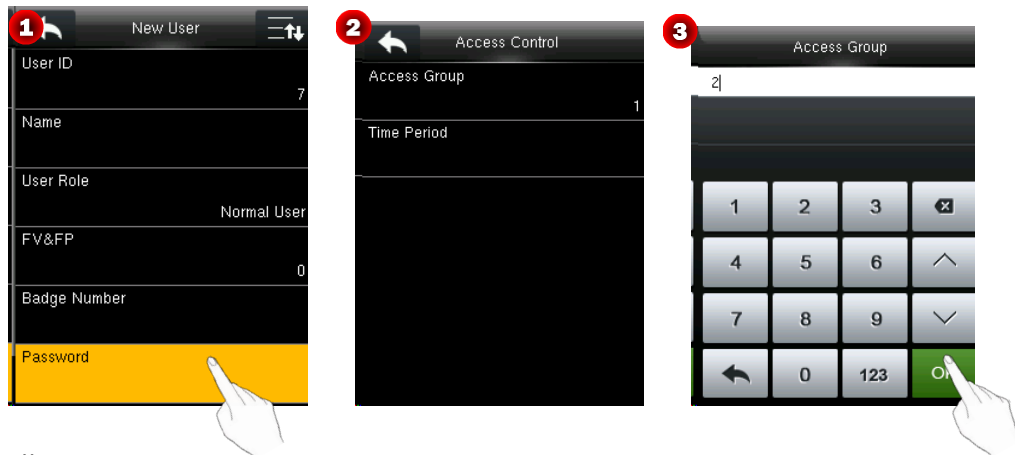 1
New User
User ID
7
Name
User Role
Normal User
FV&FP
0
Badge Number
Password
2
Access Control
Access Group
1
Time Period
3
Access Group
2
1 2 3
4 5 6
7 8 9
0 123